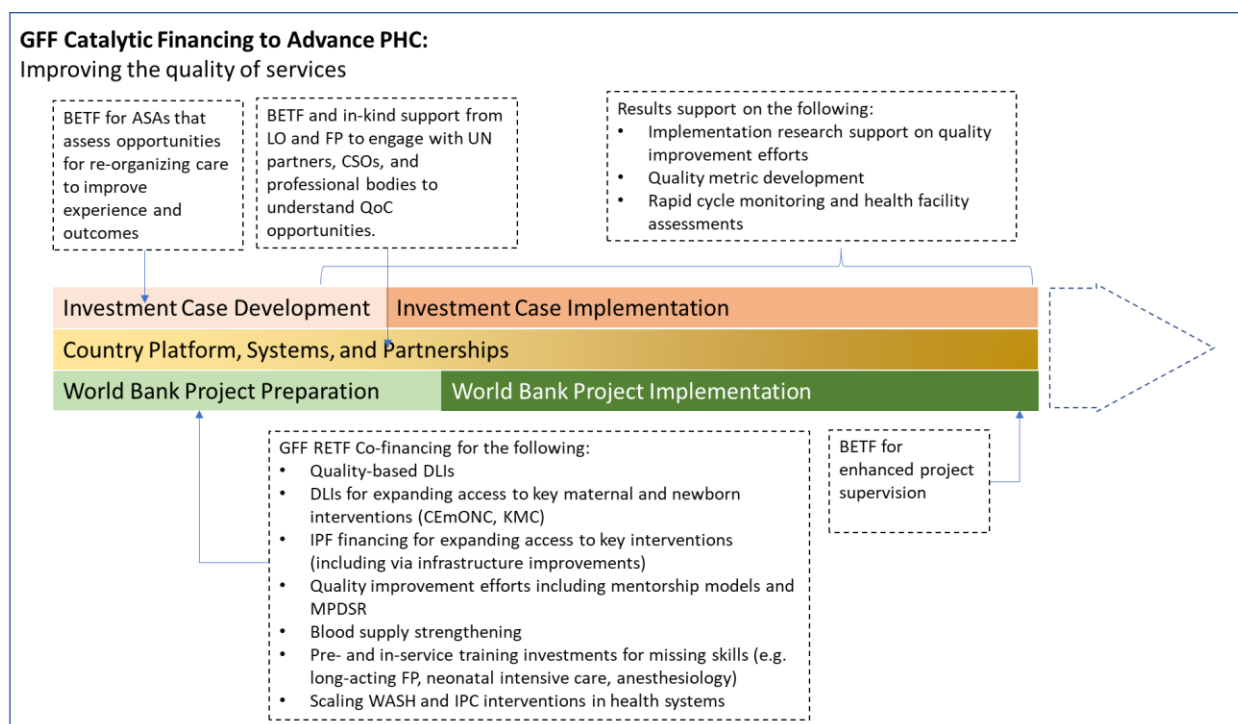 GFF Catalytic Financing to Advance PHC:
Improving the quality of services
BETF for ASAs that
assess opportunities
for re-organizing care
to improve
experience and
outcomes
BETF and in-kind support from
LO and FP to engage with UN
partners, CSOs, and
professional bodies to
understand QoC
opportunities.
Results support on the following:
• Implementation research support on quality
improvement efforts
• Quality metric development
• Rapid cycle monitoring and health facility
assessments
Investment Case Development
Investment Case Implementation
Country Platform, Systems, and Partnerships
World Bank Project Preparation
World Bank Project Implementation
GFF RETF Co-financing for the following:
• Quality-based DLIs
• DLIs for expanding access to key maternal and newborn
interventions (CEmONC, KMC)
• IPF financing for expanding access to key interventions
(including via infrastructure improvements)
• Quality improvement efforts including mentorship models and
MPDSR
• Blood supply strengthening
• Pre- and in-service training investments for missing skills (e.g.
long-acting FP, neonatal intensive care, anesthesiology)
• Scaling WASH and IPC interventions in health systems
BETF for
enhanced project
supervision